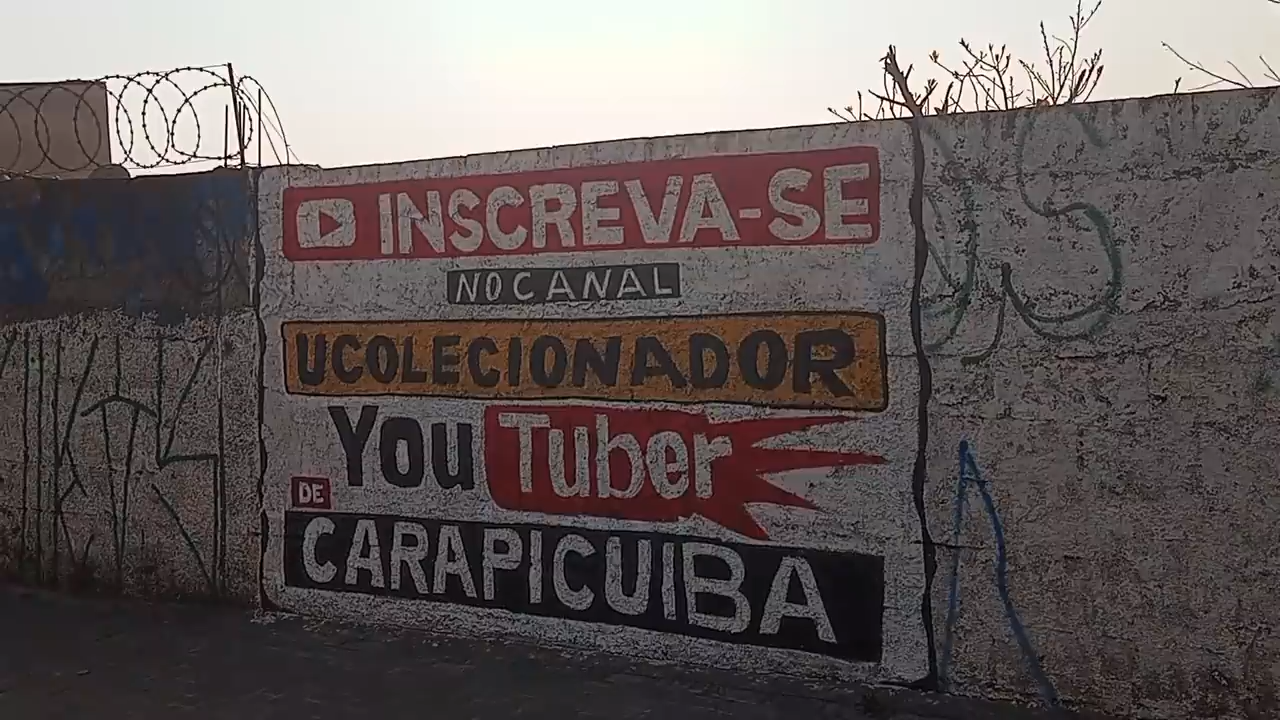 INSCREVA-SE
NO CANAL
UCOLECIONADOR
YouTuber
DE
CARAPICUIBA